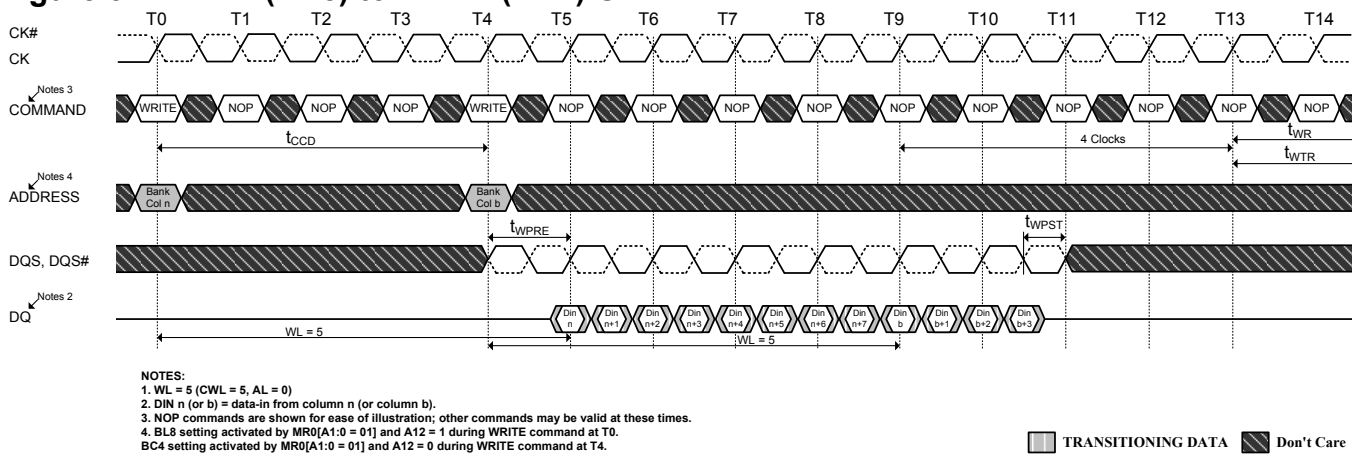 T0 T1 T2 T3 T4 T5 T6 T7 T8 T9 T10 T11 T12 T13 T14
CK#
CK
Notes 3
COMMAND
WRITE NOP NOP NOP WRITE NOP NOP NOP NOP NOP NOP NOP NOP NOP NOP
tCCD
4 Clocks
tWR
tWTR
Notes 4
ADDRESS
Bank
Col n
Bank
Col b
tWPRE
tWPST
DQS, DQS#
Notes 2
DQ
Din n
Din n+1
Din n+2
Din n+3
Din n+4
Din n+5
Din n+6
Din n+7
Din b
Din b+1
Din b+2
Din b+3
WL = 5
WL = 5
NOTES:
1. WL = 5 (CWL = 5, AL = 0)
2. DIN n (or b) = data-in from column n (or column b).
3. NOP commands are shown for ease of illustration; other commands may be valid at these times.
4. BL8 setting activated by MR0[A1:0 = 01] and A12 = 1 during WRITE command at T0.
BC4 setting activated by MR0[A1:0 = 01] and A12 = 0 during WRITE command at T4.
TRANSITIONING DATA
Don't Care